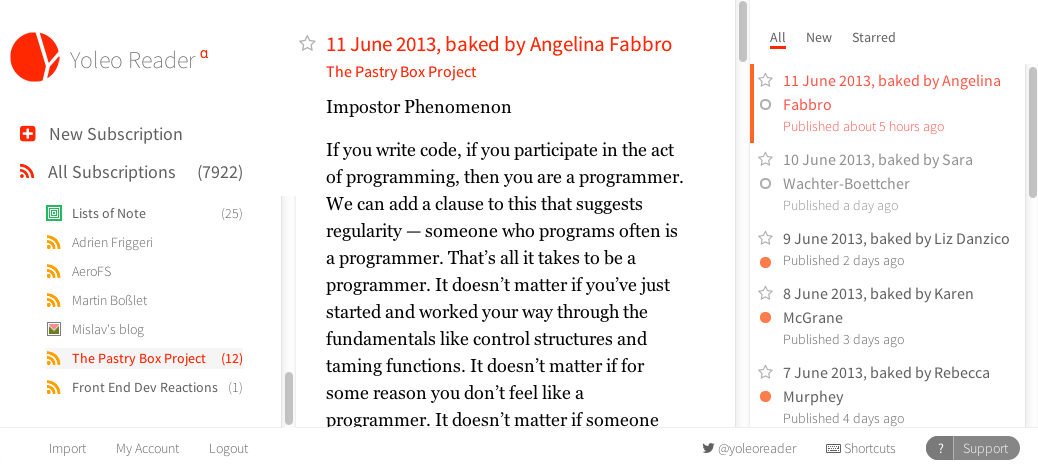 Yoleo Reader α
New Subscription
All Subscriptions (7922)
Lists of Note (25)
Adrien Friggeri
AeroFS
Martin Boßlet
Mislav's blog
The Pastry Box Project (12)
Front End Dev Reactions (1)
11 June 2013, baked by Angelina Fabbro
The Pastry Box Project
Impostor Phenomenon
If you write code, if you participate in the act
of programming, then you are a programmer.
We can add a clause to this that suggests
regularity — someone who programs often is
a programmer. That’s all it takes to be a
programmer. It doesn’t matter if you’ve just
started and worked your way through the
fundamentals like control structures and
taming functions. It doesn’t matter if for
some reason you don’t feel like a
programmer. It doesn’t matter if someone
All New Starred
11 June 2013, baked by Angelina
Fabbro
Published about 5 hours ago
10 June 2013, baked by Sara
Wachter-Boettcher
Published a day ago
9 June 2013, baked by Liz Danzico
Published 2 days ago
8 June 2013, baked by Karen
McGrane
Published 3 days ago
7 June 2013, baked by Rebecca
Murphey
Published 4 days ago
Import My Account Logout
@yoleoreader Shortcuts ? Support